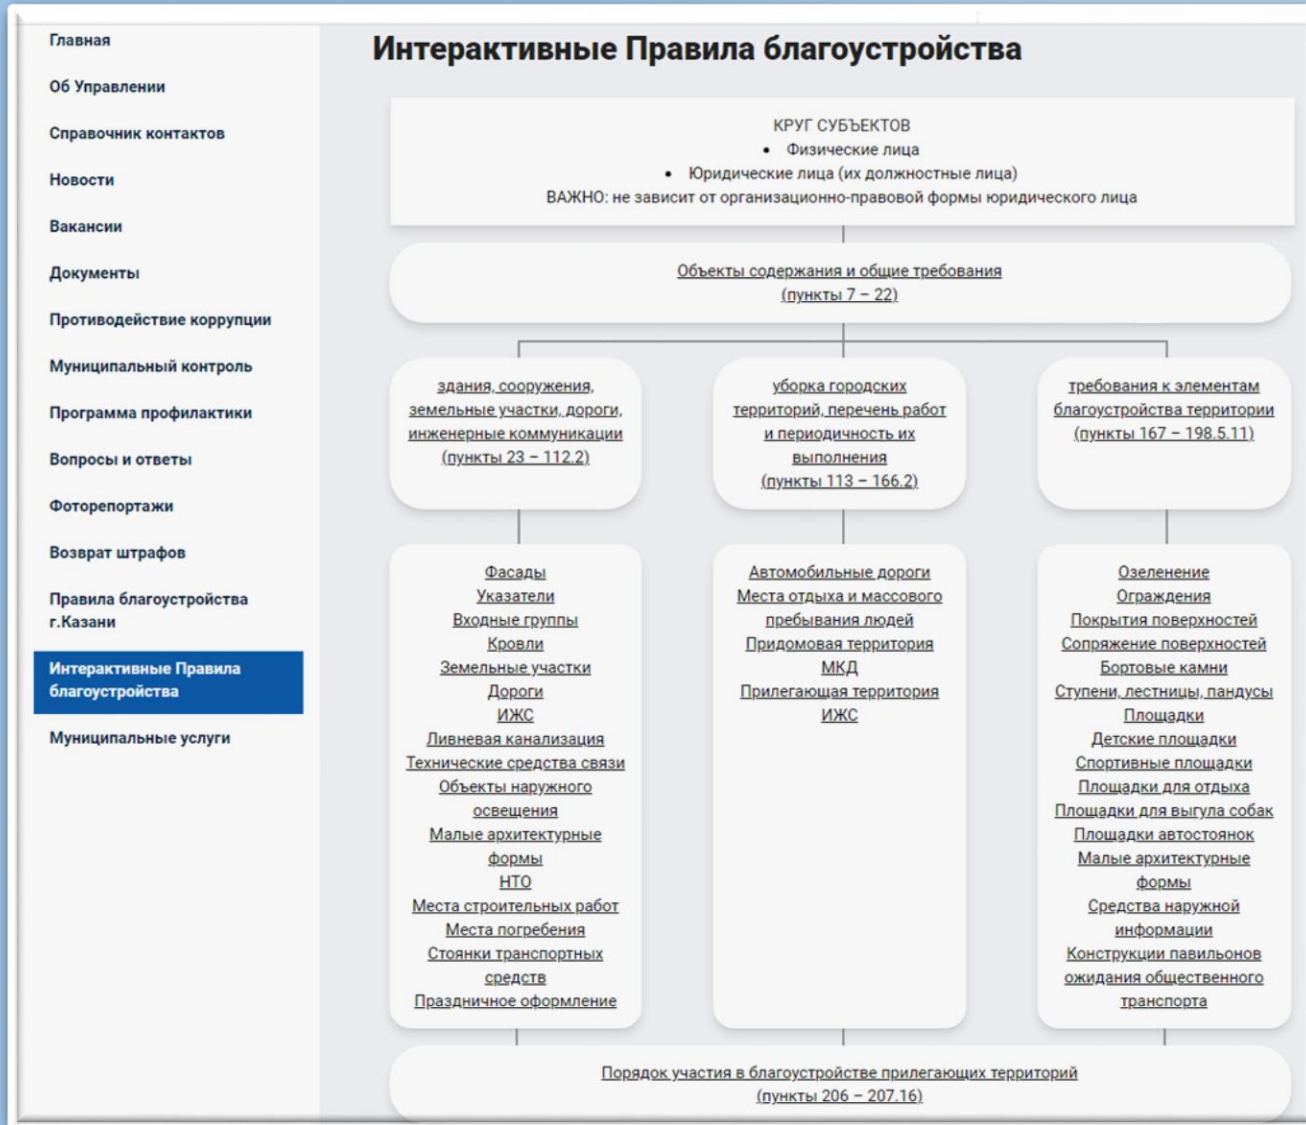 Главная
Об Управлении
Справочник контактов
Новости
Вакансии
Документы
Противодействие коррупции
Муниципальный контроль
Программа профилактики
Вопросы и ответы
Фоторепортажи
Возврат штрафов
Правила благоустройства
г.Казани
Интерактивные Правила
благоустройства
Муниципальные услуги
Интерактивные Правила благоустройства
КРУГ СУБЪЕКТОВ
• Физические лица
• Юридические лица (их должностные лица)
ВАЖНО: не зависит от организационно-правовой формы юридического лица
Объекты содержания и общие требования
(пункты 7 – 22)
здания, сооружения,
земельные участки, дороги,
инженерные коммуникации
(пункты 23 – 112.2)
уборка городских
территорий, перечень работ
и периодичность их
выполнения
(пункты 113 – 166.2)
требования к элементам
благоустройства территории
(пункты 167 – 198.5.11)
Фасады
Указатели
Входные группы
Кровли
Земельные участки
Дороги
ИЖС
Ливневая канализация
Технические средства связи
Объекты наружного
освещения
Малые архитектурные
формы
НТО
Места строительных работ
Места погребения
Стоянки транспортных
средств
Праздничное оформление
Автомобильные дороги
Места отдыха и массового
пребывания людей
Придомовая территория
МКД
Прилегающая территория
ИЖС
Озеленение
Ограждения
Покрытия поверхностей
Сопряжение поверхностей
Бортовые камни
Ступени, лестницы, пандусы
Площадки
Детские площадки
Спортивные площадки
Площадки для отдыха
Площадки для выгула собак
Площадки автостоянок
Малые архитектурные
формы
Средства наружной
информации
Конструкции павильонов
ожидания общественного
транспорта
Порядок участия в благоустройстве прилегающих территорий
(пункты 206 – 207.16)